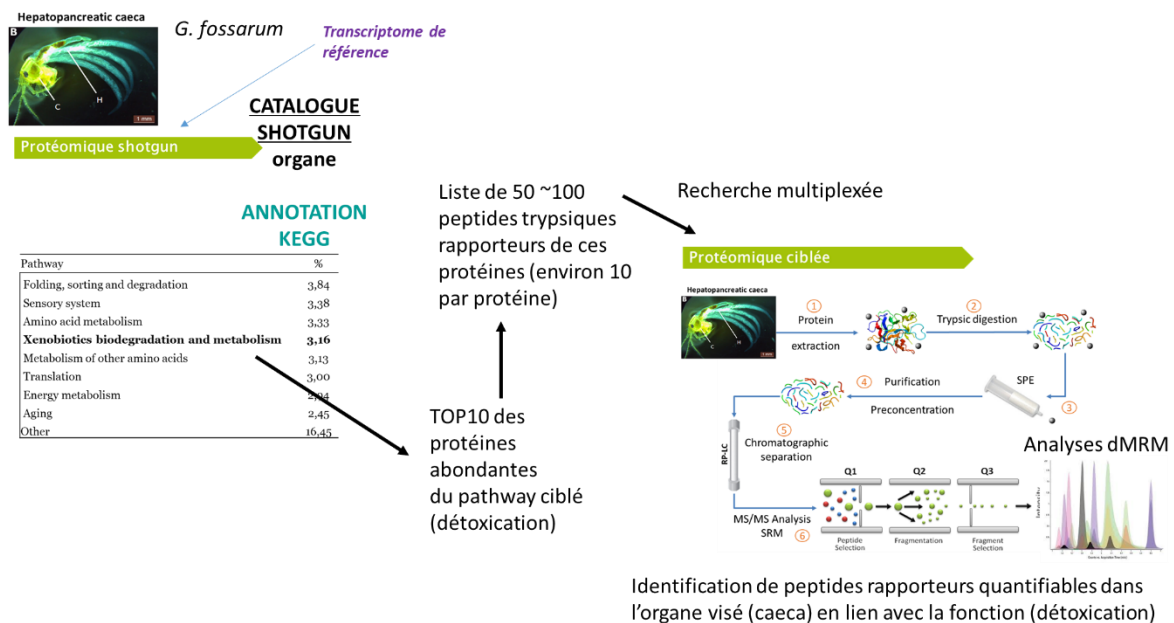 Hepatopancreatic caeca
B
C
H
1 mm
G. fossarum
Transcriptome de
référence
CATALOGUE
SHOTGUN
organe
Protéomique shotgun
ANNOTATION
KEGG
Pathway %
Folding, sorting and degradation 3,84
Sensory system 3,38
Amino acid metabolism 3,33
Xenobiotics biodegradation and metabolism 3,16
Metabolism of other amino acids 3,13
Translation 3,00
Energy metabolism
Aging 2,45
Other 16,45
TOP10 des
protéines
abondantes
du pathway ciblé
(détoxication)
Liste de 50 ~100
peptides trypsiques
rapporteurs de ces
protéines (environ 10
par protéine)
Recherche multiplexée
Protéomique ciblée
Hepatopancreatic caeca
B
C
H
1 mm
1
Protein
extraction
2
Trypsic digestion
3
SPE
4
Purification
Preconcentration
5
Chromatographic
separation
RP-LC
MS/MS Analysis
SRM
6
Q1 Q2 Q3
Peptide
Selection
Fragmentation
Fragment
Selection
Analyses dMRM
Identification de peptides rapporteurs quantifiables dans
l’organe visé (caeca) en lien avec la fonction (détoxication)